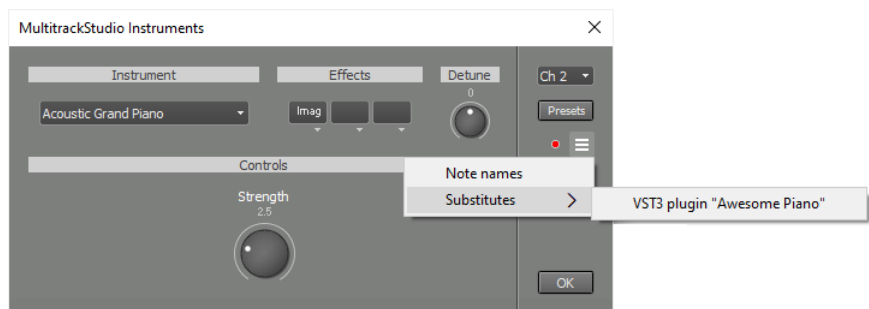 MultitrackStudio Instruments
Instrument
Effects
Detune
Ch 2
0
Acoustic Grand Piano
Imag
Presets
Controls
Note names
Strength
Substitutes
VST3 plugin "Awesome Piano"
2.5
OK